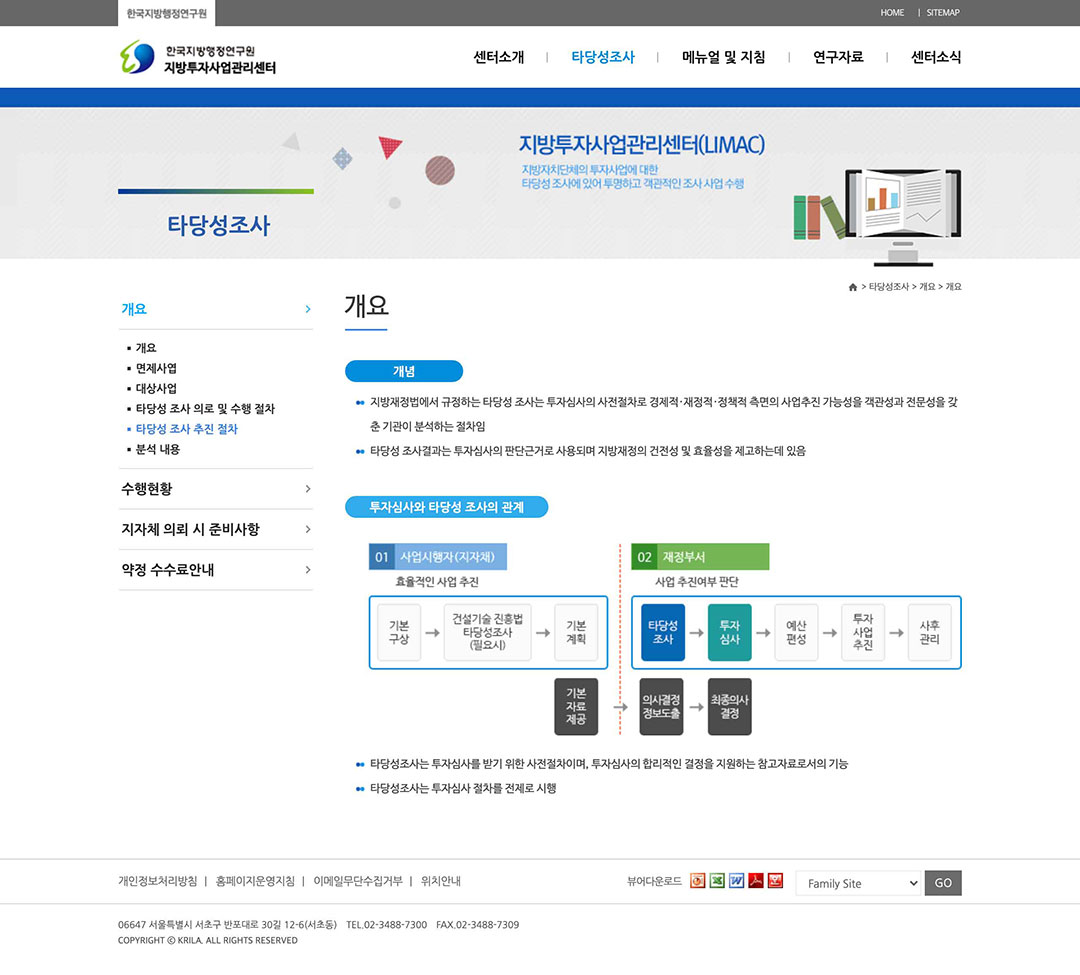 한국지방행정연구원
HOME | SITEMAP
한국지방행정연구원
지방투자사업관리센터
센터소개 | 타당성조사 | 메뉴얼 및 지침 | 연구자료 | 센터소식
지방투자사업관리센터(LIMAC)
지방자치단체의 투자사업에 대한
타당성 조사에 있어 투명하고 객관적인 조사 사업 수행
타당성조사
> 타당성조사 > 개요 > 개요
개요
개요
면제사업
대상사업
타당성 조사 의로 및 수행 절차
타당성 조사 추진 절차
분석 내용
수행현황
지자체 의뢰 시 준비사항
약정 수수료안내
개요
개념
지방재정법에서 규정하는 타당성 조사는 투자심사의 사전절차로 경제적·재정적·정책적 측면의 사업추진 가능성을 객관성과 전문성을 갖
춘 기관이 분석하는 절차임
타당성 조사결과는 투자심사의 판단근거로 사용되며 지방재정의 건전성 및 효율성을 제고하는데 있음
투자심사와 타당성 조사의 관계
01 사업시행자(지자채)
효율적인 사업 추진
기본
구상
건설기술 진흥법
타당성조사
(필요시)
기본
계획
02 재정부서
사업 추진여부 판단
타당성
조사
투자
심사
예산
편성
투자
사업
추진
사후
관리
기본
자료
제공
의사결정
정보도출
최종의사
결정
타당성조사는 투자심사를 받기 위한 사전절차이며, 투자심사의 합리적인 결정을 지원하는 참고자료로서의 기능
타당성조사는 투자심사 절차를 전제로 시행
개인정보처리방침 | 홈페이지운영지침 | 이메일무단수집거부 | 위치안내
뷰어다운로드
Family Site
GO
06647 서울특별시 서초구 반포대로 30길 12-6(서초동) TEL.02-3488-7300 FAX.02-3488-7309
COPYRIGHT ⓒ KRILA. ALL RIGHTS RESERVED